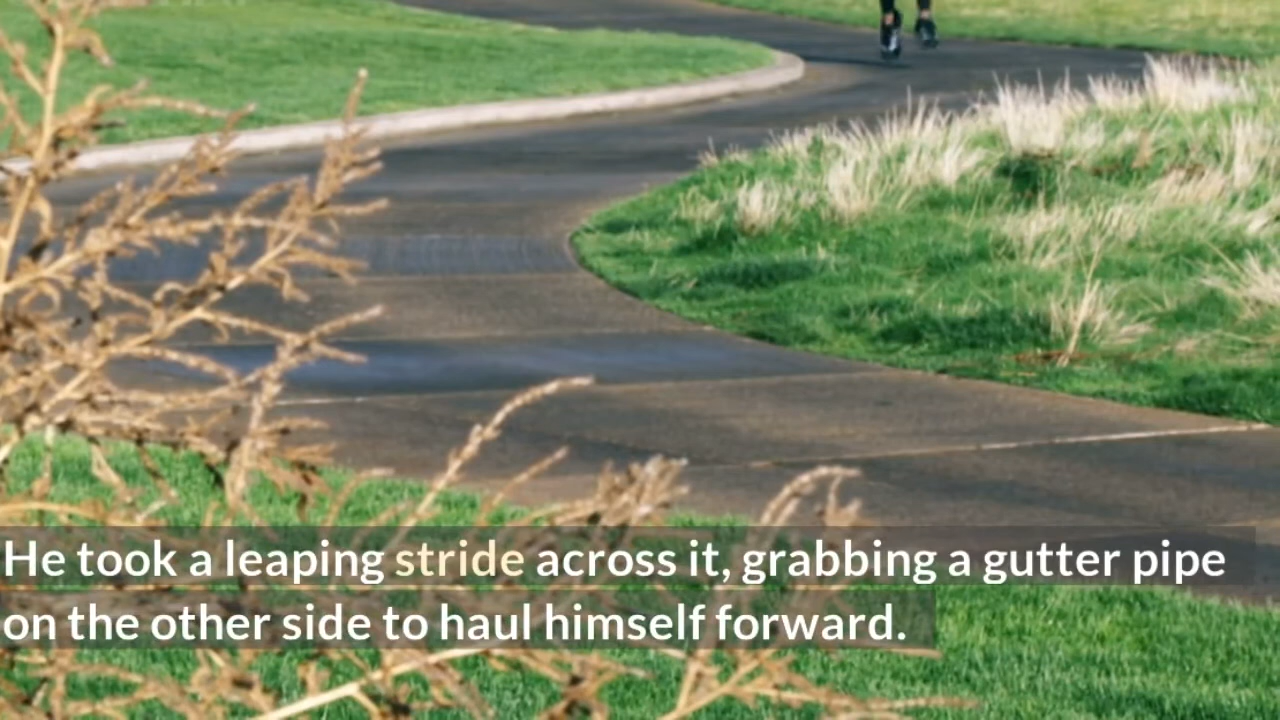 He took a leaping stride across it, grabbing a gutter pipe
on the other side to haul himself forward.